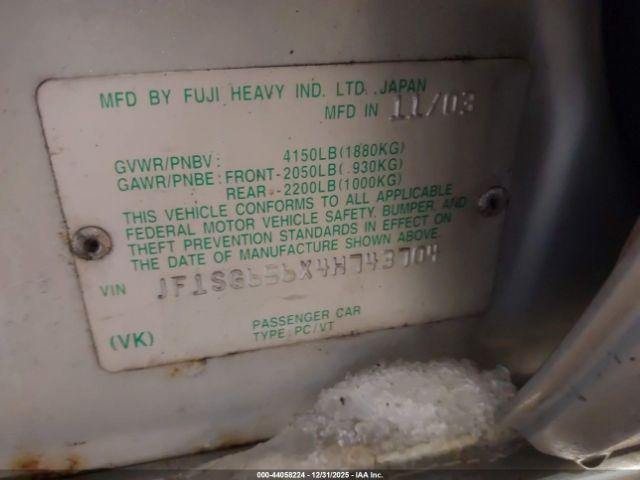 MFD BY FUJI HEAVY IND. LTD. JAPAN
MFD IN 11/03
GVWR/PNBV: 4150LB(1880KG)
GAWR/PNBE: FRONT-2050LB( 930KG)
REAR -2200LB(1000KG)
THIS VEHICLE CONFORMS TO ALL APPLICABLE
FEDERAL MOTOR VEHICLE SAFETY, BUMPER, AND
THEFT PREVENTION STANDARDS IN EFFECT ON
THE DATE OF MANUFACTURE SHOWN ABOVE.
VIN JF1SG656X4H743704
PASSENGER CAR
(VK) TYPE: PC/VT
000-44058224 - 12/31/2025 - IAA Inc.